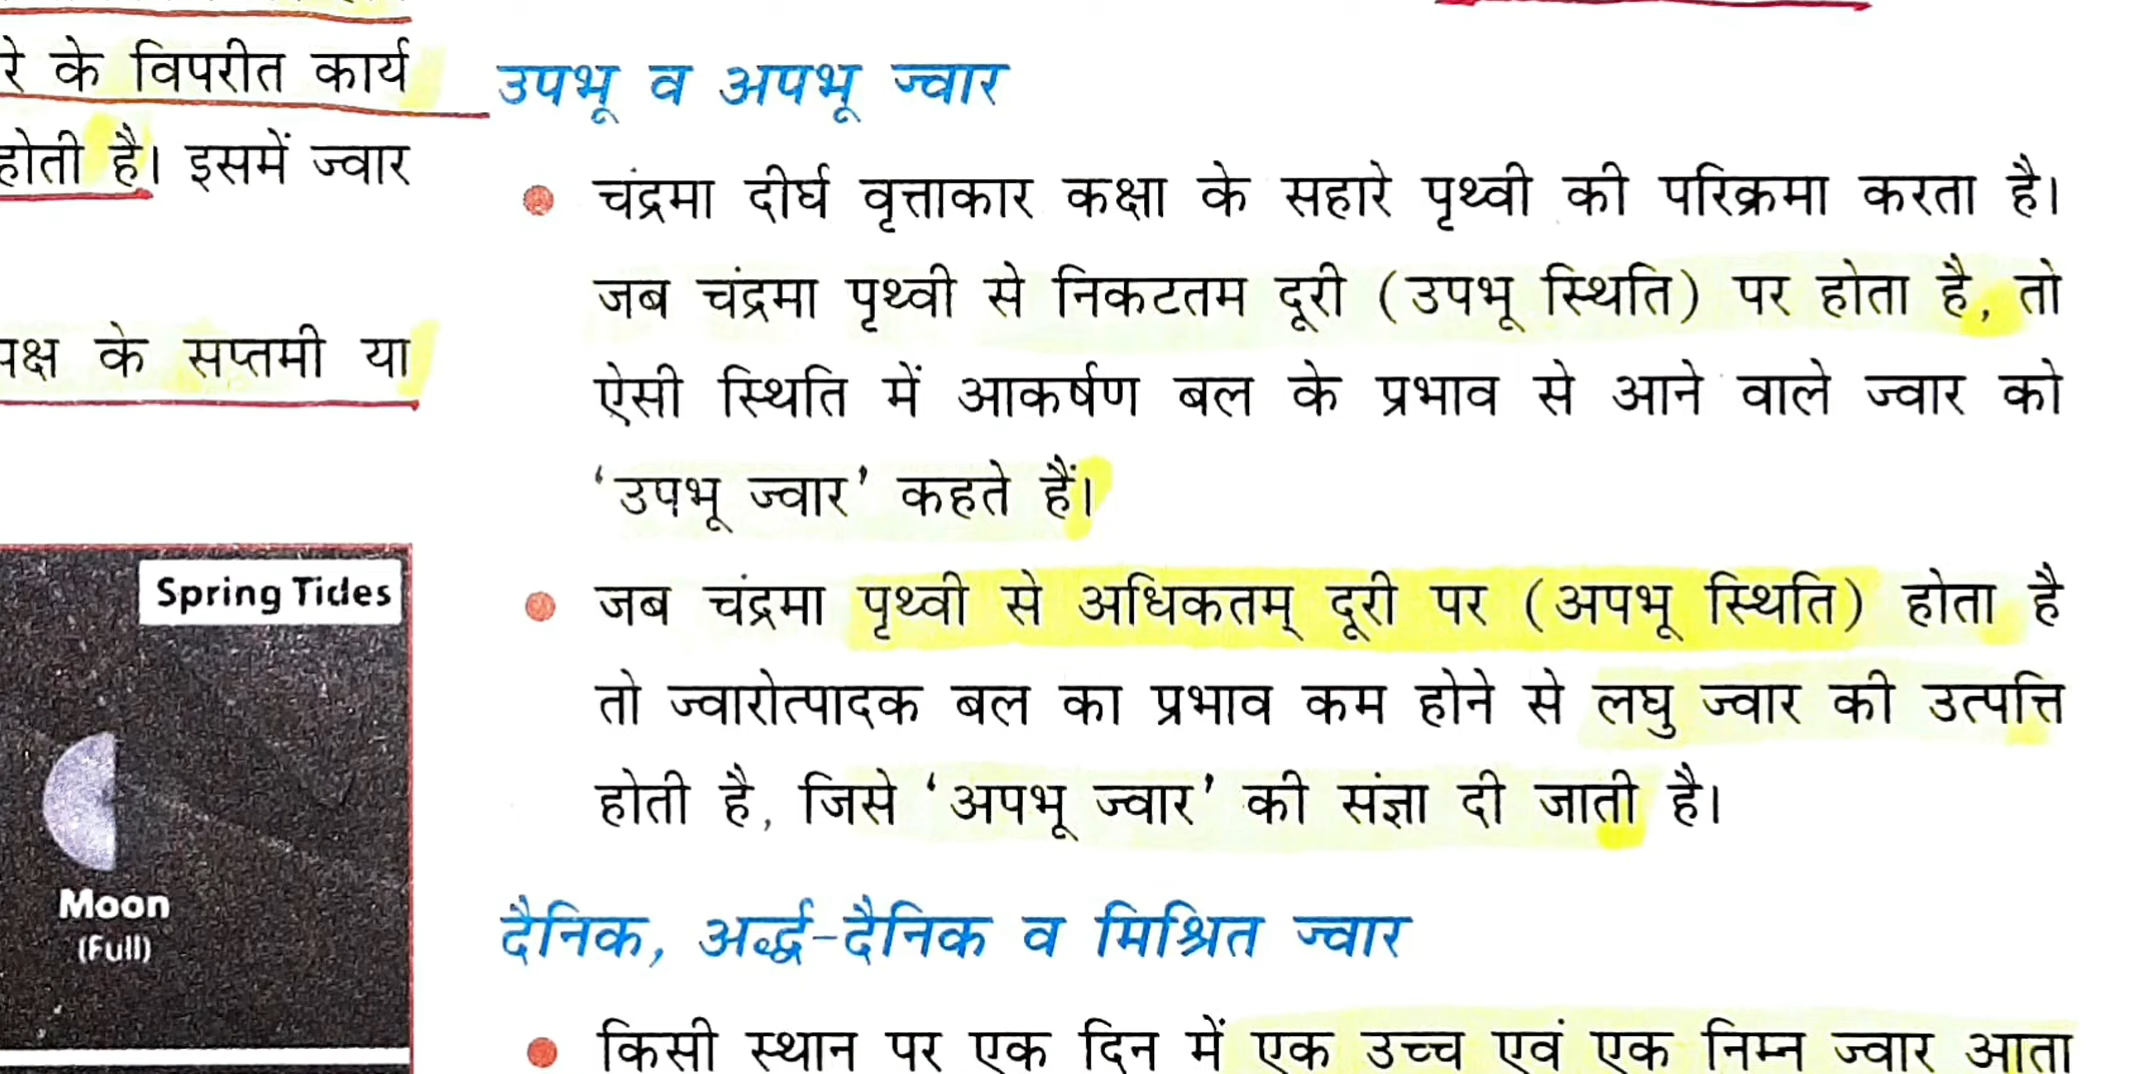 रे के विपरीत कार्य
होती है। इसमें ज्वार
पक्ष के सप्तमी या
Spring Tides
Moon
(Full)
उपभू व अपभू ज्वार
चंद्रमा दीर्घ वृत्ताकार कक्षा के सहारे पृथ्वी की परिक्रमा करता है।
जब चंद्रमा पृथ्वी से निकटतम दूरी (उपभू स्थिति) पर होता है, तो
ऐसी स्थिति में आकर्षण बल के प्रभाव से आने वाले ज्वार को
‘उपभू ज्वार’ कहते हैं।
जब चंद्रमा पृथ्वी से अधिकतम् दूरी पर (अपभू स्थिति) होता है
तो ज्वारोत्पादक बल का प्रभाव कम होने से लघु ज्वार की उत्पत्ति
होती है, जिसे ‘अपभू ज्वार’ की संज्ञा दी जाती है।
दैनिक, अर्द्ध-दैनिक व मिश्रित ज्वार
किसी स्थान पर एक दिन में एक उच्च एवं एक निम्न ज्वार आता